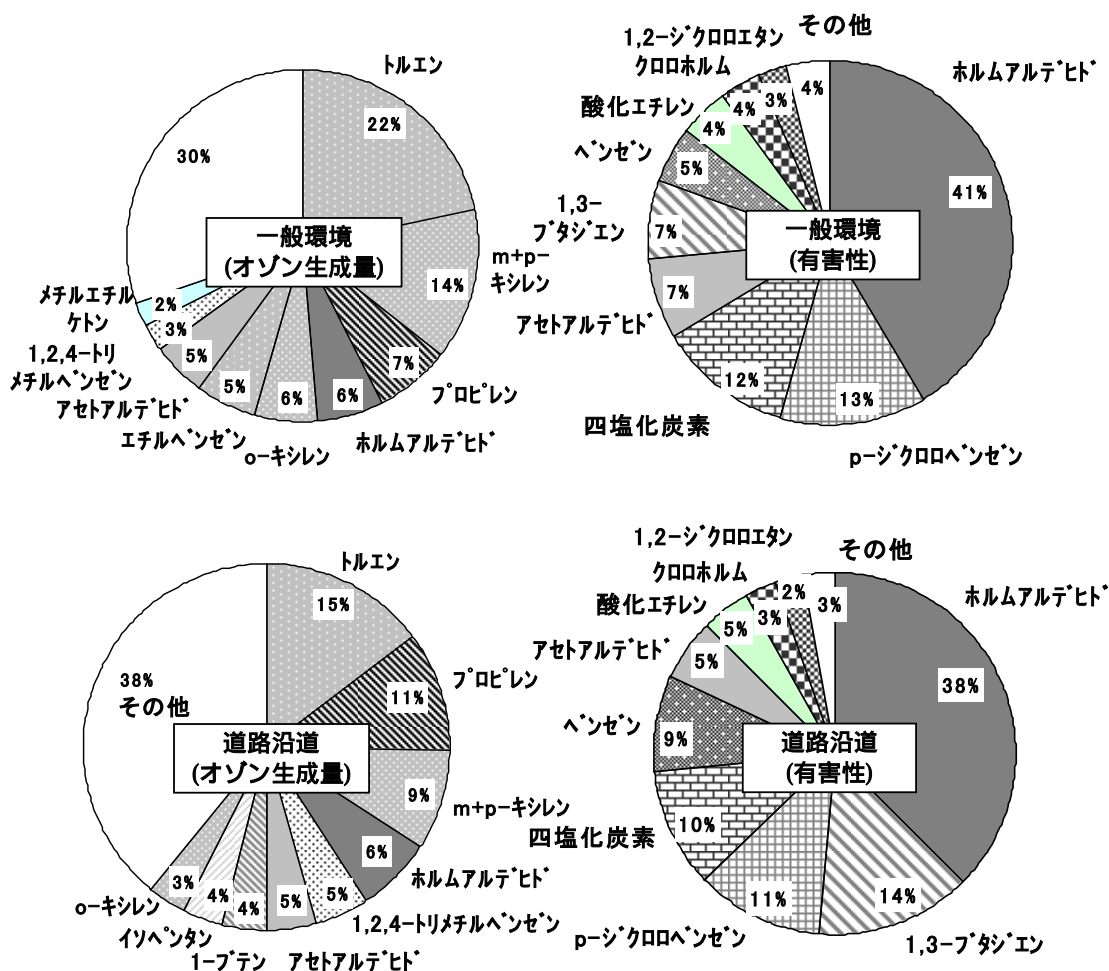 トルエン
22%
m+p-
キシレン
14%
プロピレン
7%
ホルムアルデヒド
6%
o-キシレン
6%
エチルベンゼン
5%
アセトアルデヒド
5%
1,2,4-トリ
メチルベンゼン
3%
メチルエチル
ケトン
2%
30%
一般環境
(オゾン生成量)
ホルムアルデヒド
41%
p-ジクロロベンゼン
13%
四塩化炭素
12%
アセトアルデヒド
7%
1,3-
ブタジエン
7%
ベンゼン
5%
酸化エチレン
4%
クロロホルム
4%
1,2-ジクロロエタン
3%
その他
4%
一般環境
(有害性)
トルエン
15%
プロピレン
11%
m+p-キシレン
9%
ホルムアルデヒド
6%
1,2,4-トリメチルベンゼン
5%
アセトアルデヒド
5%
1-ブテン
4%
イソペンタン
4%
o-キシレン
3%
38%
その他
道路沿道
(オゾン生成量)
ホルムアルデヒド
38%
1,3-ブタジエン
14%
p-ジクロロベンゼン
11%
四塩化炭素
10%
ベンゼン
9%
アセトアルデヒド
5%
酸化エチレン
5%
クロロホルム
3%
1,2-ジクロロエタン
2%
その他
3%
道路沿道
(有害性)